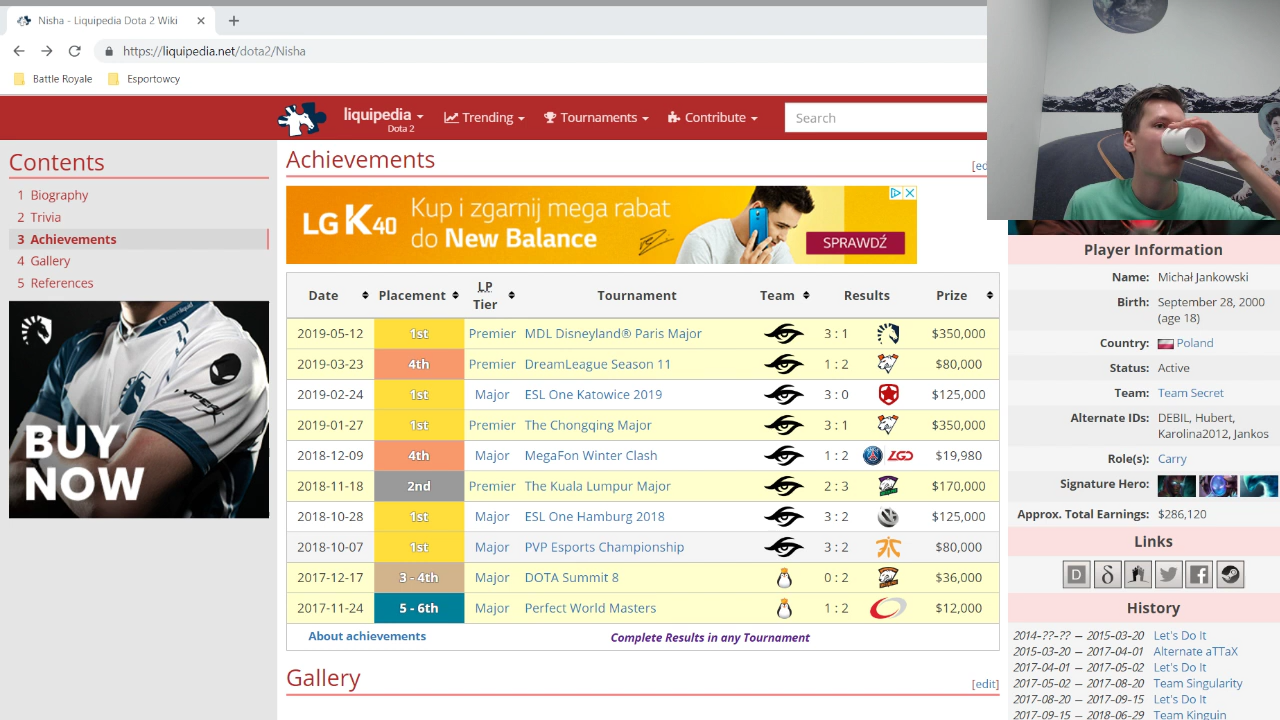 Nisha - Liquipedia Dota 2 Wiki
https://liquipedia.net/dota2/Nisha
Battle Royale Esportowcy
liquipedia Dota 2 Trending Tournaments Contribute Search
Contents
1 Biography
2 Trivia
3 Achievements
4 Gallery
5 References
BUY
NOW
Achievements
LG K40 Kup i zgarnij mega rabat
do New Balance
SPRAWDŹ
Date Placement LP Tier Tournament Team Results Prize
2019-05-12 1st Premier MDL Disneyland® Paris Major 3 : 1 $350,000
2019-03-23 4th Premier DreamLeague Season 11 1 : 2 $80,000
2019-02-24 1st Major ESL One Katowice 2019 3 : 0 $125,000
2019-01-27 1st Premier The Chongqing Major 3 : 1 $350,000
2018-12-09 4th Major MegaFon Winter Clash 1 : 2 LGD $19,980
2018-11-18 2nd Premier The Kuala Lumpur Major 2 : 3 $170,000
2018-10-28 1st Major ESL One Hamburg 2018 3 : 2 $125,000
2018-10-07 1st Major PVP Esports Championship 3 : 2 $80,000
2017-12-17 3 - 4th Major DOTA Summit 8 0 : 2 $36,000
2017-11-24 5 - 6th Major Perfect World Masters 1 : 2 $12,000
About achievements Complete Results in any Tournament
Gallery [edit]
Player Information
Name: Michał Jankowski
Birth: September 28, 2000
(age 18)
Country: Poland
Status: Active
Team: Team Secret
Alternate IDs: DEBIL, Hubert,
Karolina2012, Jankos
Role(s): Carry
Signature Hero:
Approx. Total Earnings: $286,120
Links
History
2014-??-?? — 2015-03-20 Let's Do It
2015-03-20 — 2017-04-01 Alternate aTTaX
2017-04-01 — 2017-05-02 Let's Do It
2017-05-02 — 2017-08-20 Team Singularity
2017-08-20 — 2017-09-15 Let's Do It
2017-09-15 — 2018-06-29 Team Kinguin